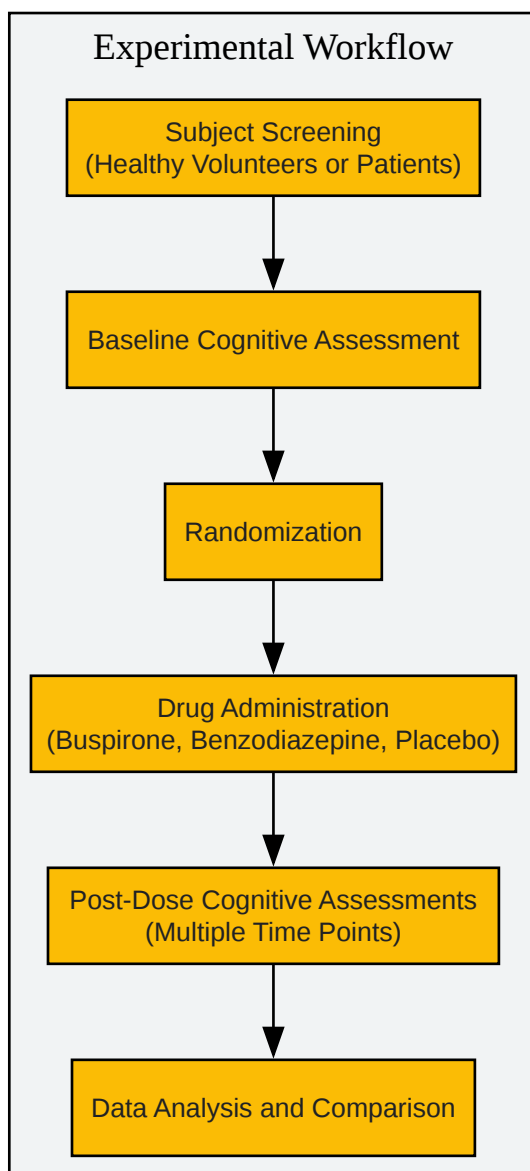 Experimental Workflow
Subject Screening
(Healthy Volunteers or Patients)
Baseline Cognitive Assessment
Randomization
Drug Administration
(Buspirone, Benzodiazepine, Placebo)
Post-Dose Cognitive Assessments
(Multiple Time Points)
Data Analysis and Comparison